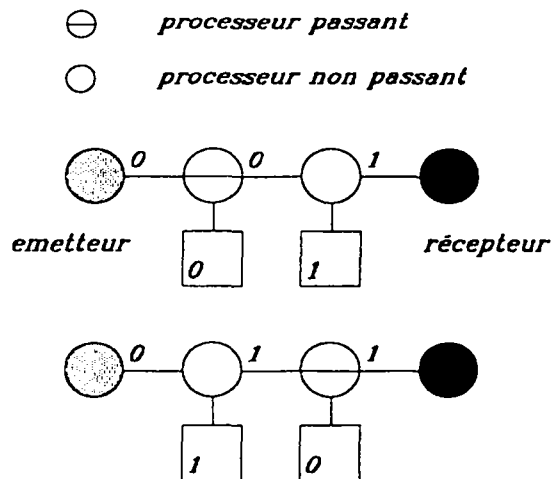 processeur passant
processeur non passant
0 0 1
emetteur
récepteur
0 1
0 1 1
1 0